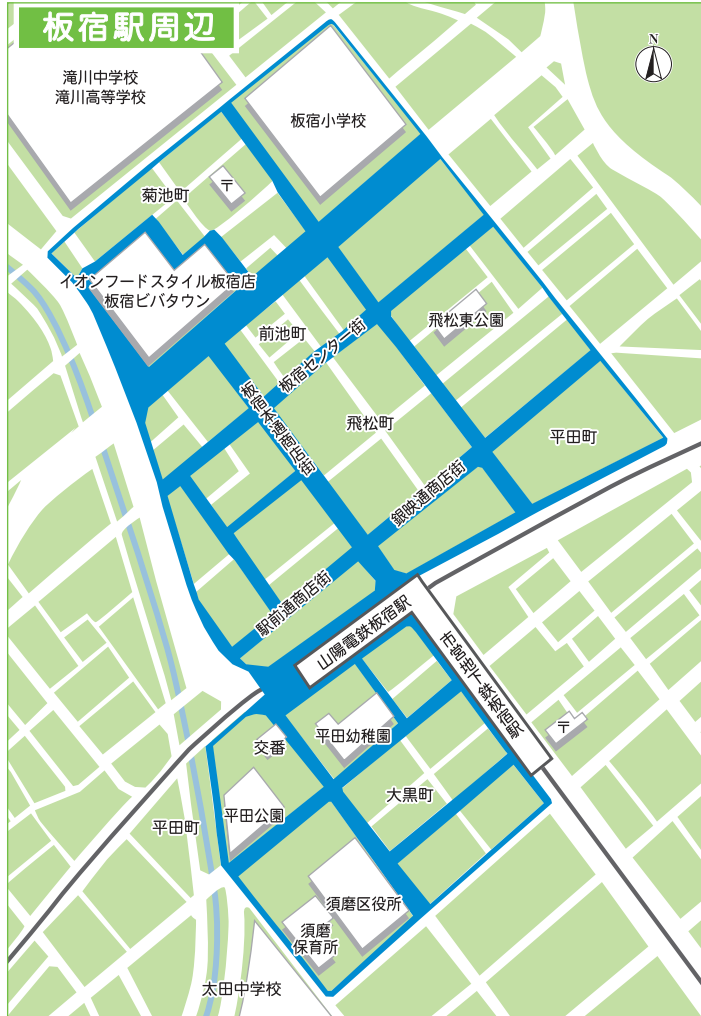 板宿駅周辺
N
滝川中学校
滝川高等学校
板宿小学校
菊池町
〒
イオンフードスタイル板宿店
板宿ビバタウン
前池町
板宿センター街
飛松東公園
板宿本通商店街
飛松町
平田町
銀映通商店街
駅前通商店街
山陽電鉄板宿駅
市営地下鉄板宿駅
〒
交番
平田幼稚園
大黒町
平田公園
平田町
須磨区役所
須磨
保育所
太田中学校